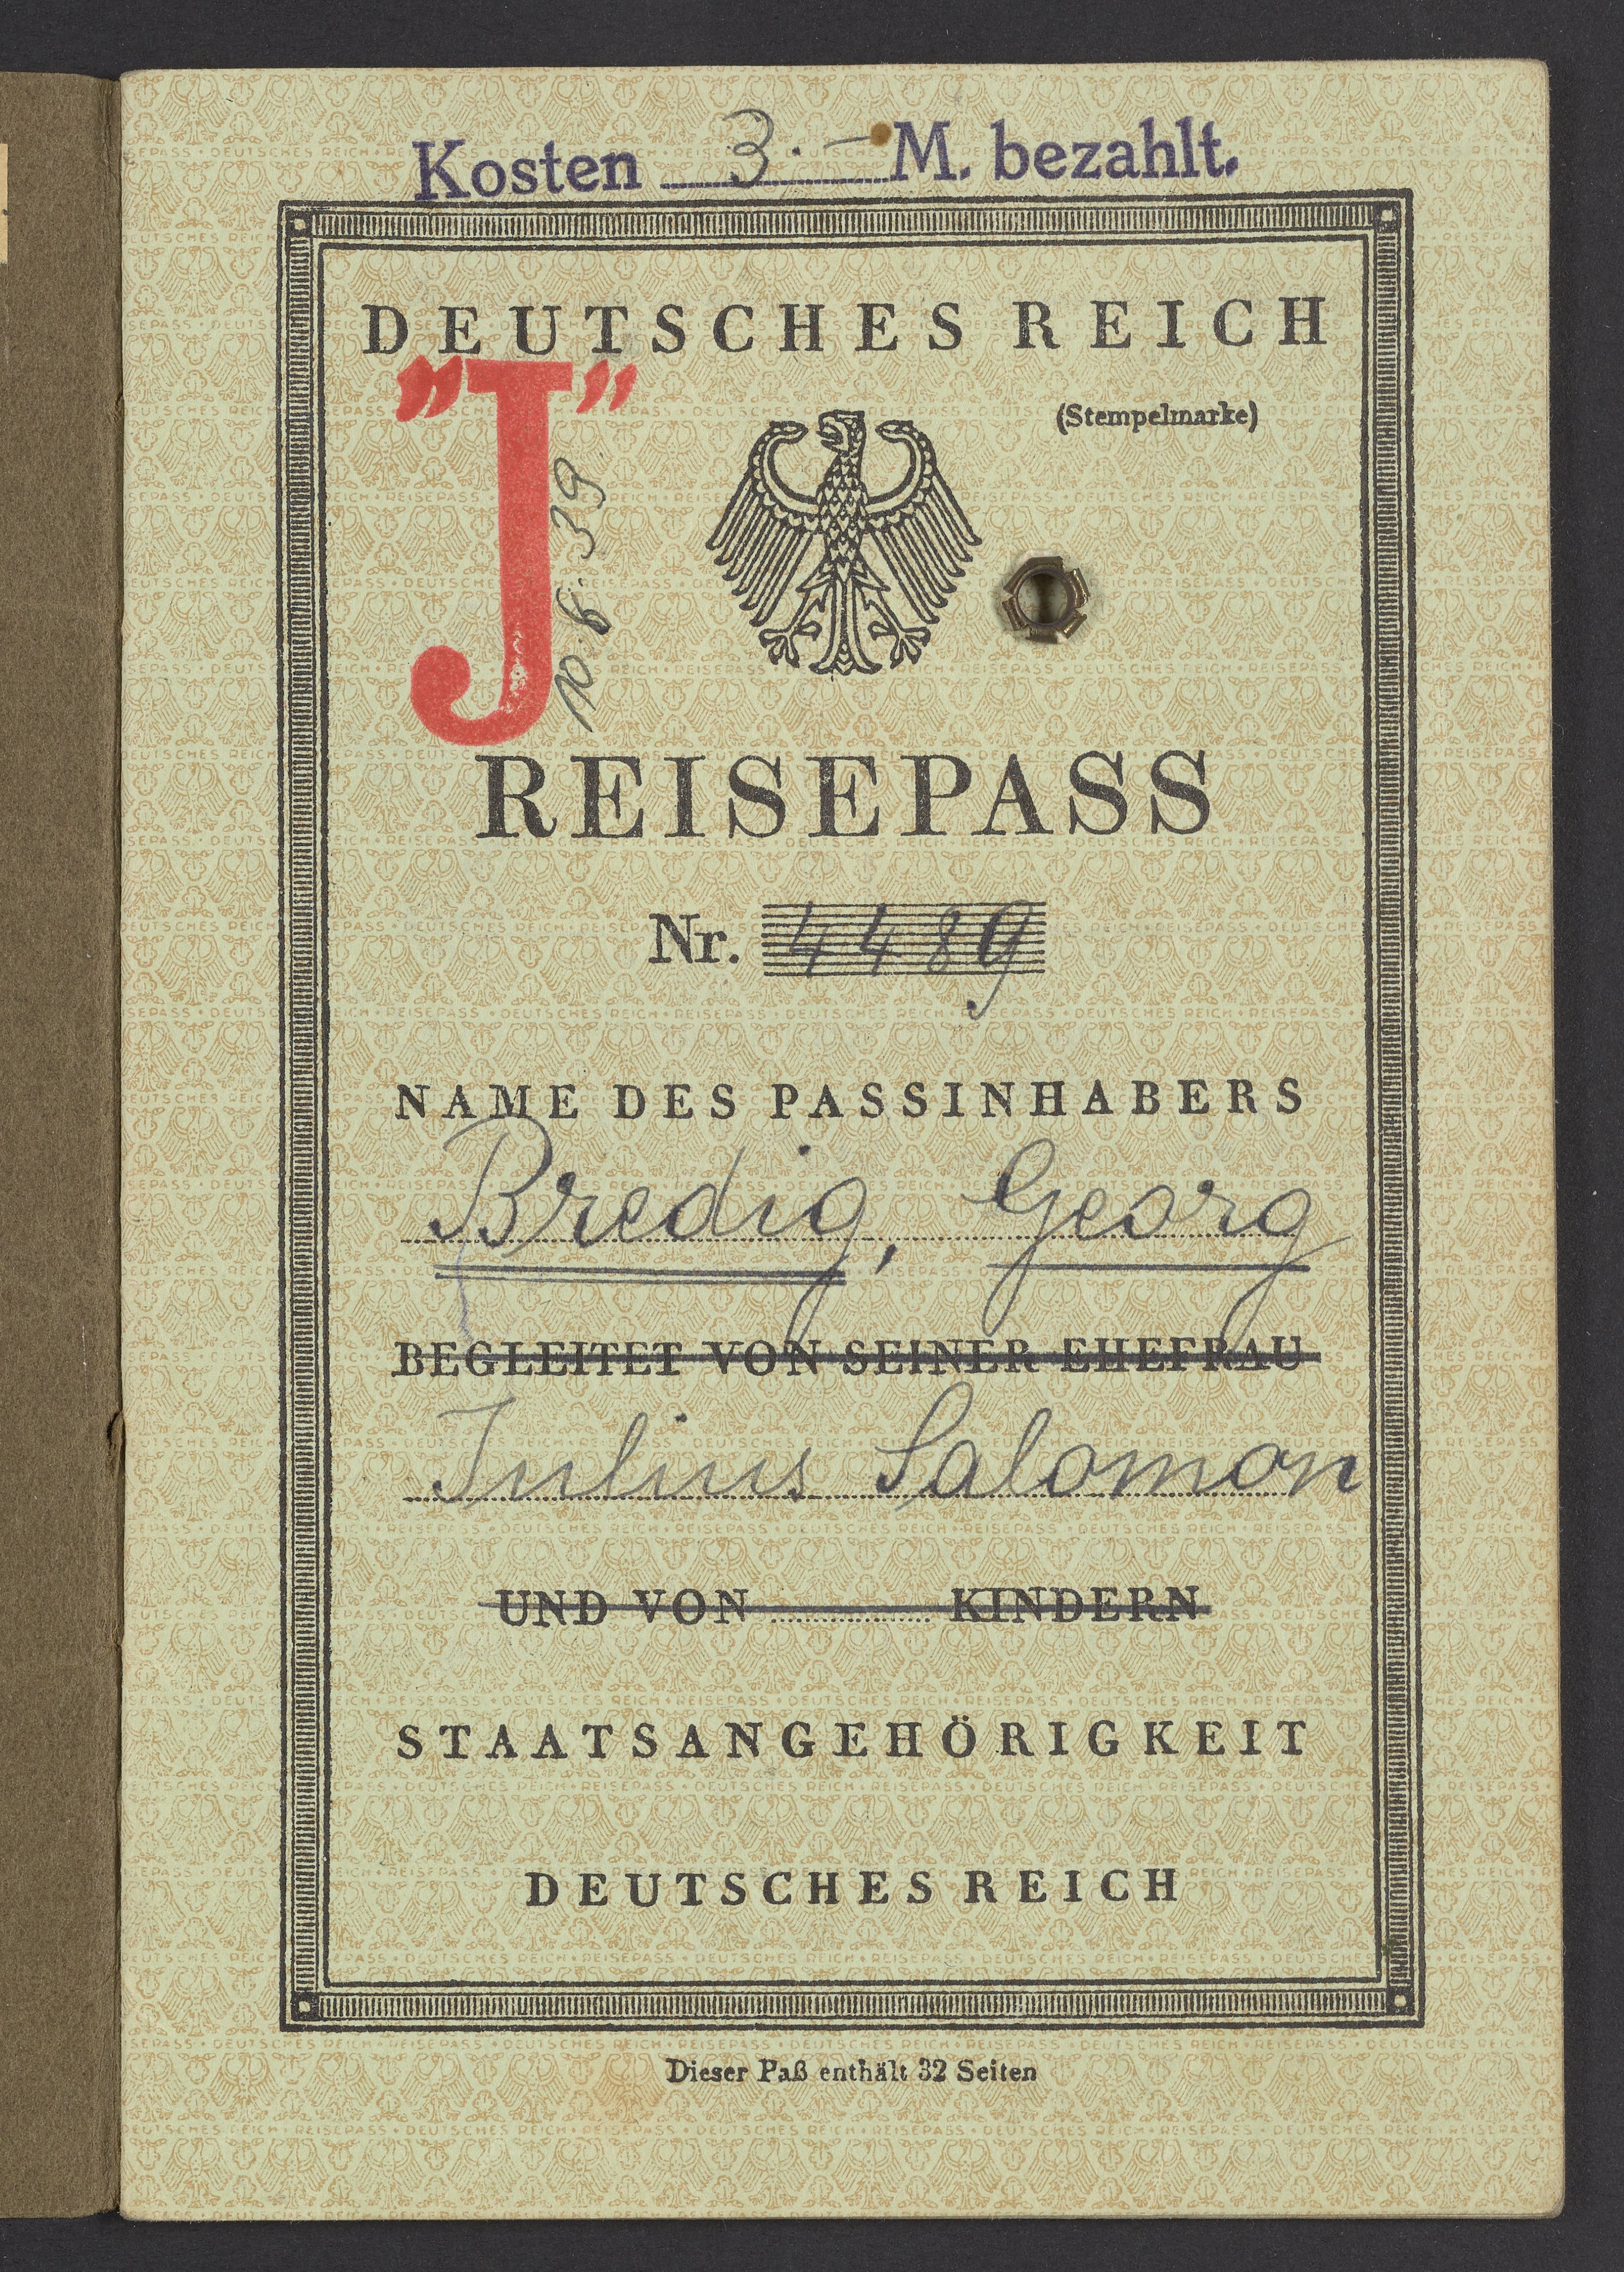 Kosten 3.- M. bezahlt.
DEUTSCHES REICH
"J"
10.6.39
(Stempelmarke)
REISEPASS
Nr. 4489
NAME DES PASSINHABERS
Bredig, Georg
BEGLEITET VON SEINER EHEFRAU
Julius Salomon
UND VON KINDERN
STAATSANGEHÖRIGKEIT
DEUTSCHES REICH
Dieser Paß enthält 32 Seiten